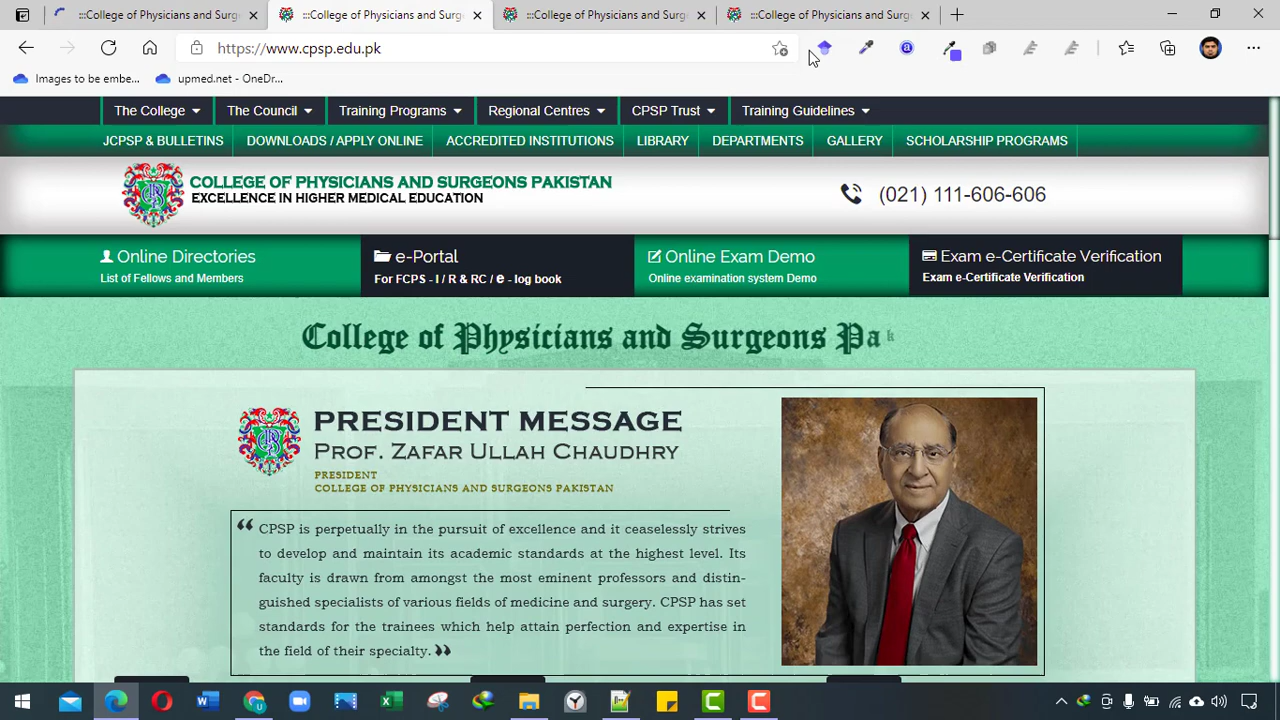 :::College of Physicians and Surge
:::College of Physicians and Surge
:::College of Physicians and Surge
:::College of Physicians and Surge
https://www.cpsp.edu.pk
Images to be embe...
upmed.net - OneDr...
The College
The Council
Training Programs
Regional Centres
CPSP Trust
Training Guidelines
JCPSP & BULLETINS
DOWNLOADS / APPLY ONLINE
ACCREDITED INSTITUTIONS
LIBRARY
DEPARTMENTS
GALLERY
SCHOLARSHIP PROGRAMS
COLLEGE OF PHYSICIANS AND SURGEONS PAKISTAN
EXCELLENCE IN HIGHER MEDICAL EDUCATION
(021) 111-606-606
Online Directories
List of Fellows and Members
e-Portal
For FCPS - I / R & RC / e - log book
Online Exam Demo
Online examination system Demo
Exam e-Certificate Verification
Exam e-Certificate Verification
College of Physicians and Surgeons Pak
PRESIDENT MESSAGE
PROF. ZAFAR ULLAH CHAUDHRY
PRESIDENT
COLLEGE OF PHYSICIANS AND SURGEONS PAKISTAN
“ CPSP is perpetually in the pursuit of excellence and it ceaselessly strives
to develop and maintain its academic standards at the highest level. Its
faculty is drawn from amongst the most eminent professors and distin-
guished specialists of various fields of medicine and surgery. CPSP has set
standards for the trainees which help attain perfection and expertise in
the field of their specialty. ”